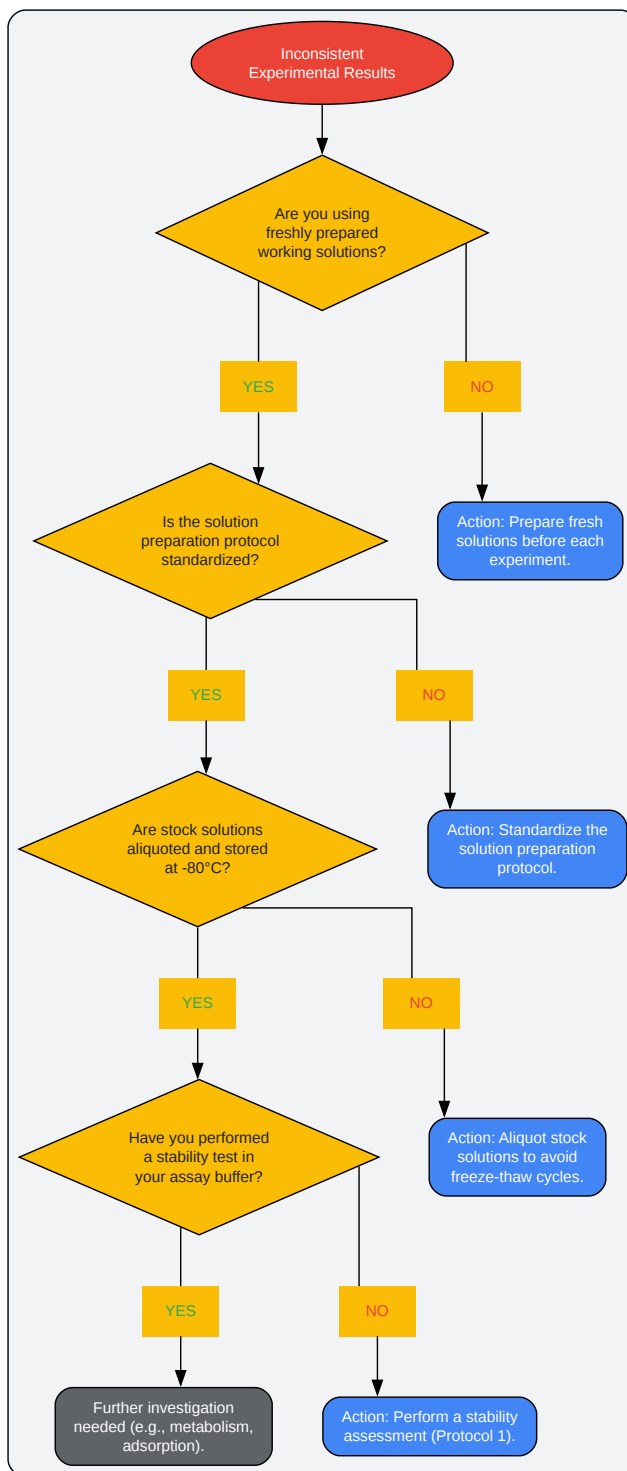 Inconsistent
Experimental Results
Are you using
freshly prepared
working solutions?
YES
NO
Is the solution
preparation protocol
standardized?
Action: Prepare fresh
solutions before each
experiment.
YES
NO
Are stock solutions
aliquoted and stored
at -80°C?
Action: Standardize the
solution preparation
protocol.
YES
NO
Have you performed
a stability test in
your assay buffer?
Action: Aliquot stock
solutions to avoid
freeze-thaw cycles.
YES
NO
Further investigation
needed (e.g., metabolism,
adsorption).
Action: Perform a stability
assessment (Protocol 1).